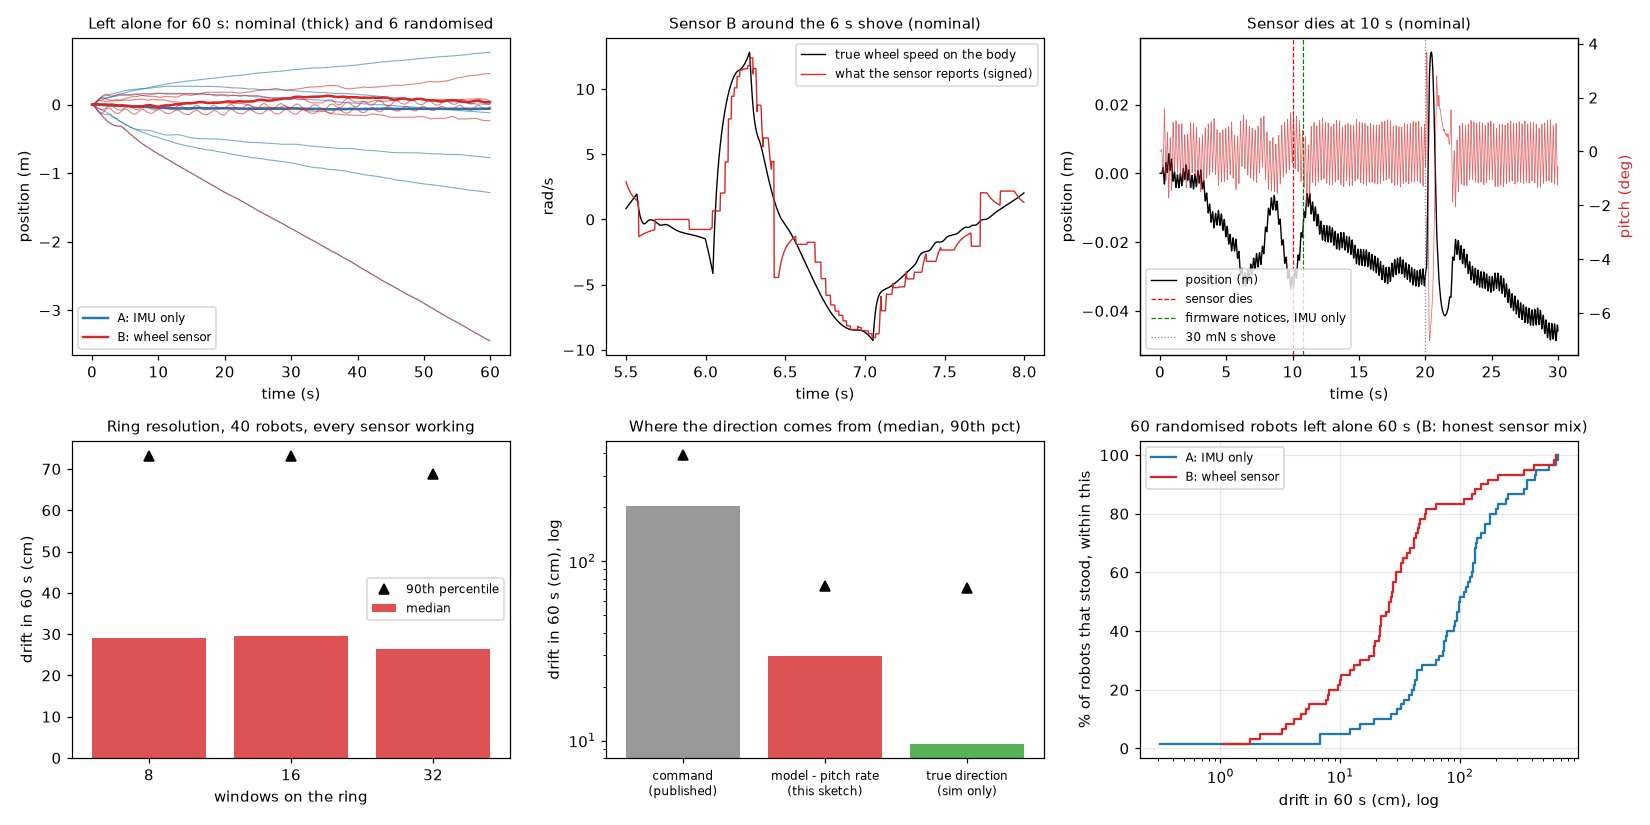 Left alone for 60 s: nominal (thick) and 6 randomised
position (m)
0
−1
−2
−3
A: IMU only
B: wheel sensor
0 10 20 30 40 50 60
time (s)
Sensor B around the 6 s shove (nominal)
rad/s
10
5
0
−5
−10
true wheel speed on the body
what the sensor reports (signed)
5.5 6.0 6.5 7.0 7.5 8.0
time (s)
Sensor dies at 10 s (nominal)
position (m)
0.02
0.00
−0.02
−0.04
position (m)
sensor dies
firmware notices, IMU only
30 mN s shove
0 5 10 15 20 25 30
time (s)
4
2
0
−2
−4
−6
pitch (deg)
Ring resolution, 40 robots, every sensor working
drift in 60 s (cm)
70
60
50
40
30
20
10
0
90th percentile
median
8 16 32
windows on the ring
Where the direction comes from (median, 90th pct)
drift in 60 s (cm), log
10²
10¹
command
(published)
model - pitch rate
(this sketch)
true direction
(sim only)
60 randomised robots left alone 60 s (B: honest sensor mix)
% of robots that stood, within this
100
80
60
40
20
0
A: IMU only
B: wheel sensor
10⁰ 10¹ 10²
drift in 60 s (cm), log